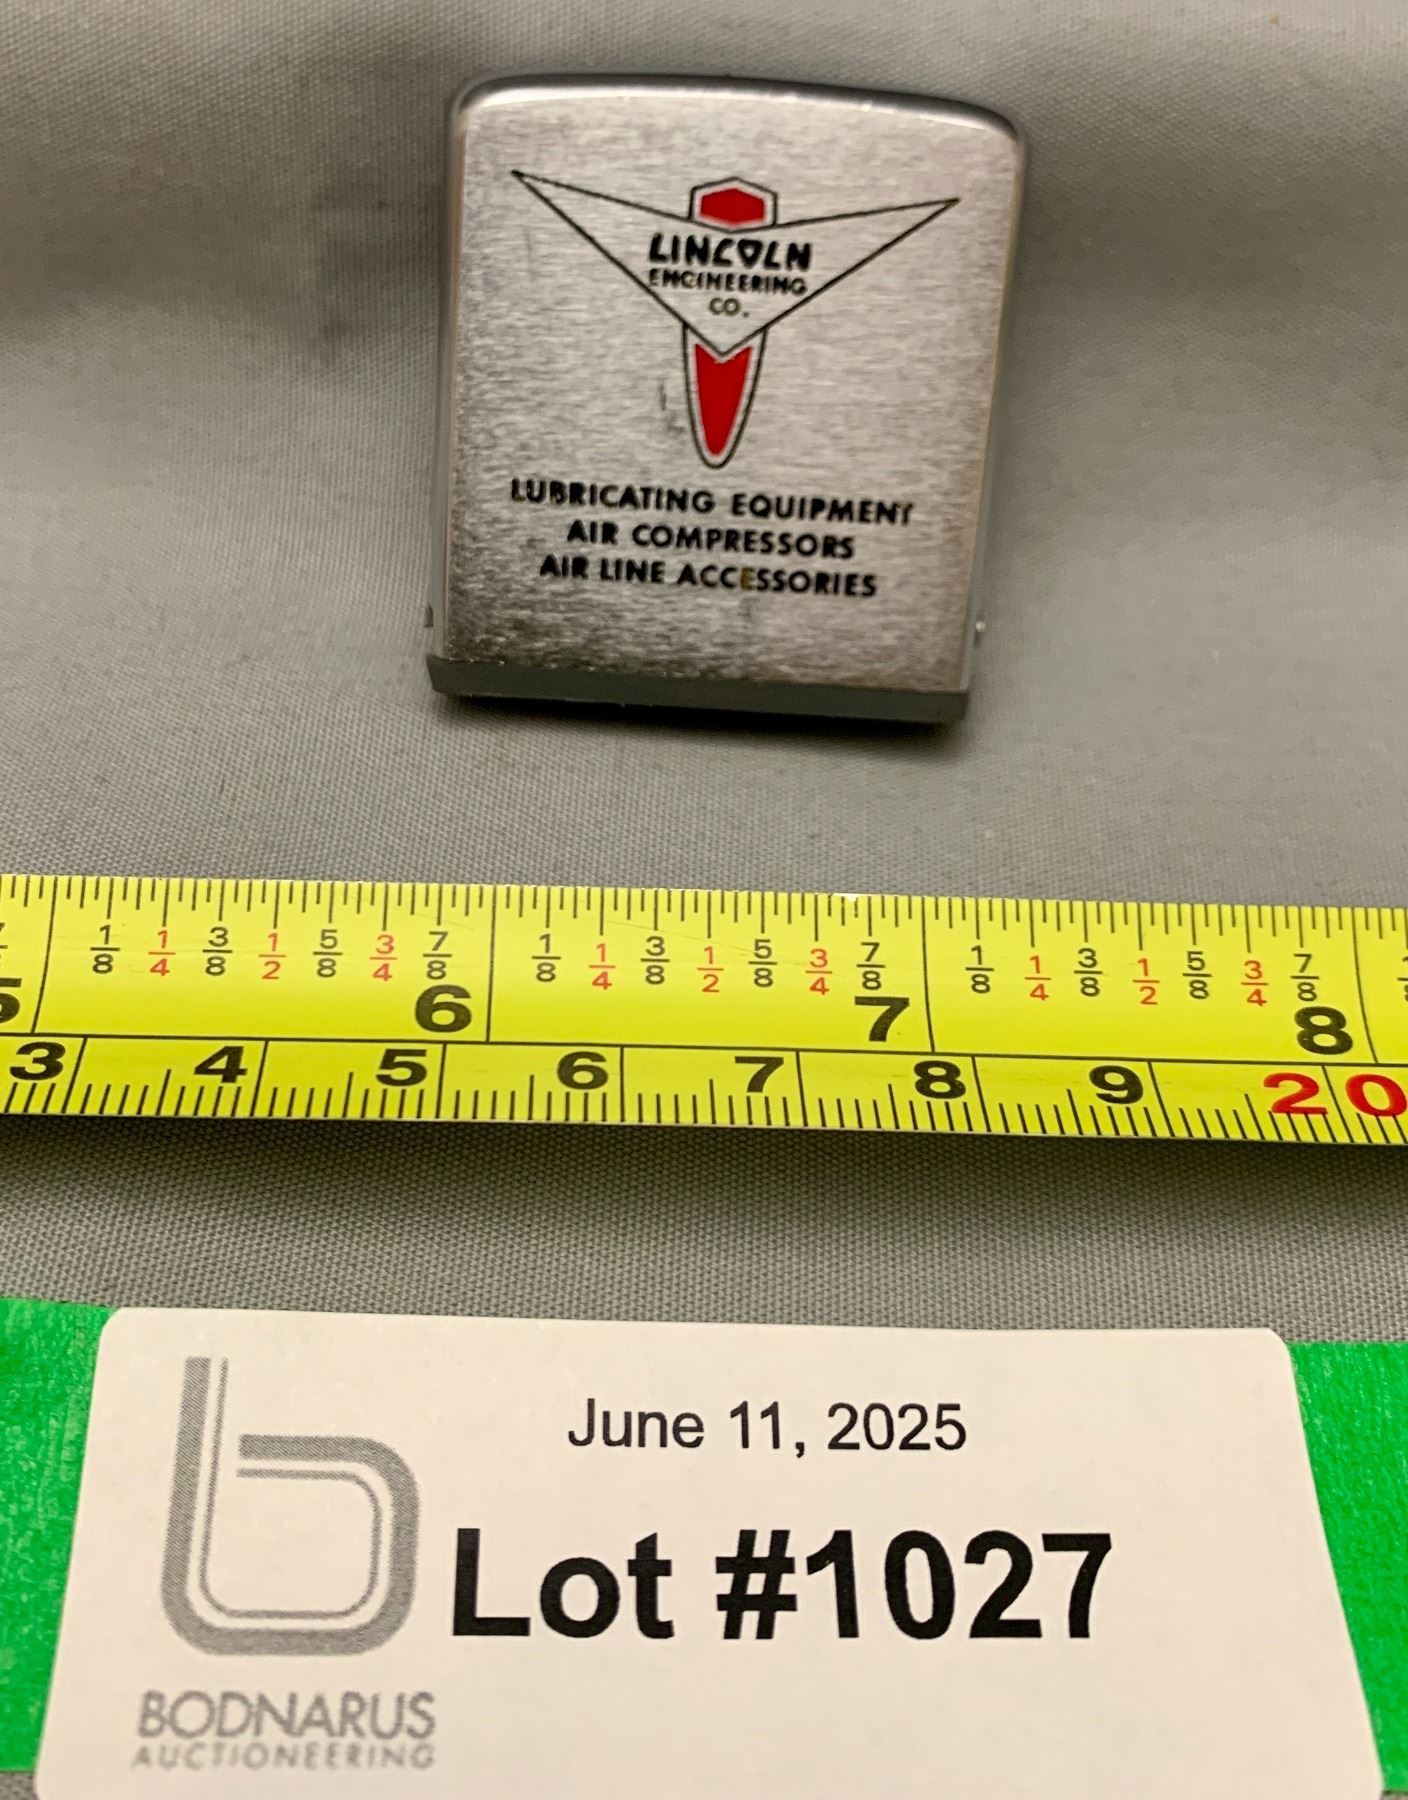 LINCOLN
ENGINEERING
CO.
LUBRICATING EQUIPMENT
AIR COMPRESSORS
AIR LINE ACCESSORIES
1/8 1/4 3/8 1/2 5/8 3/4 7/8 1/8 1/4 3/8 1/2 5/8 3/4 7/8 1/8 1/4 3/8 1/2 5/8 3/4 7/8
5 6 7 8
3 4 5 6 7 8 9 20
June 11, 2025
Lot #1027
b
BODNARUS
AUCTIONEERING